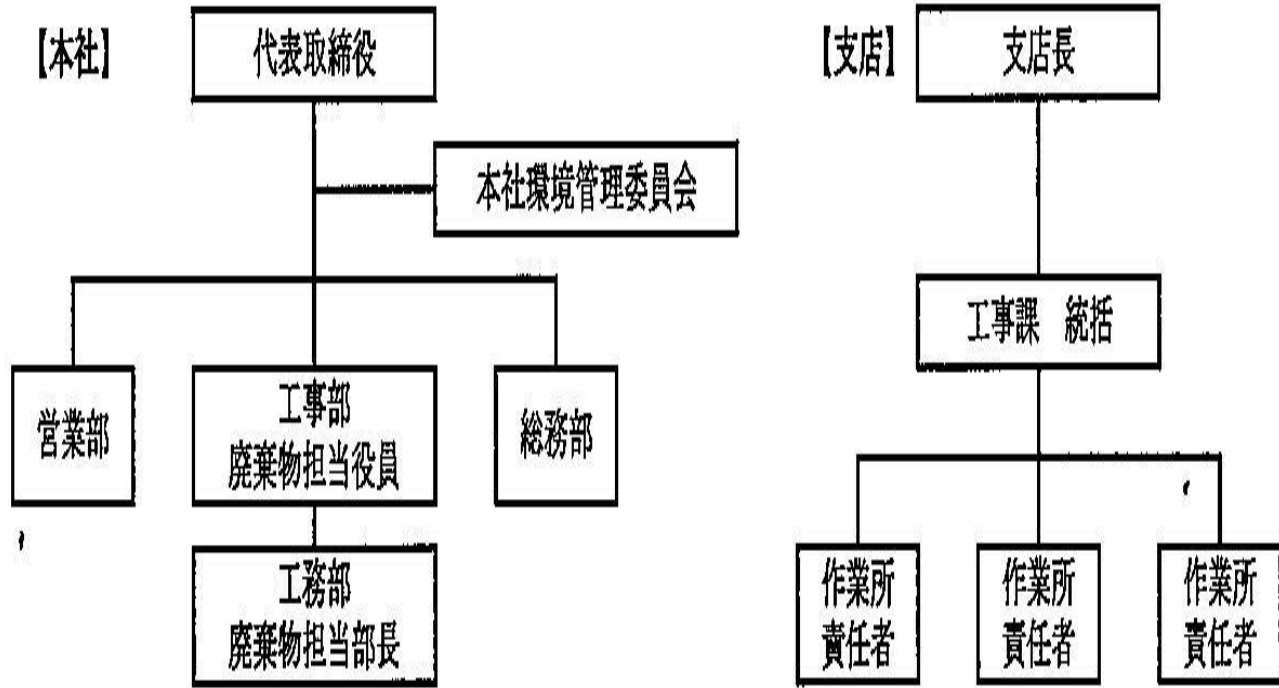 【本社】
代表取締役
本社環境管理委員会
営業部
工事部
廃棄物担当役員
総務部
工務部
廃棄物担当部長
【支店】
支店長
工事課　統括
作業所
責任者
作業所
責任者
作業所
責任者